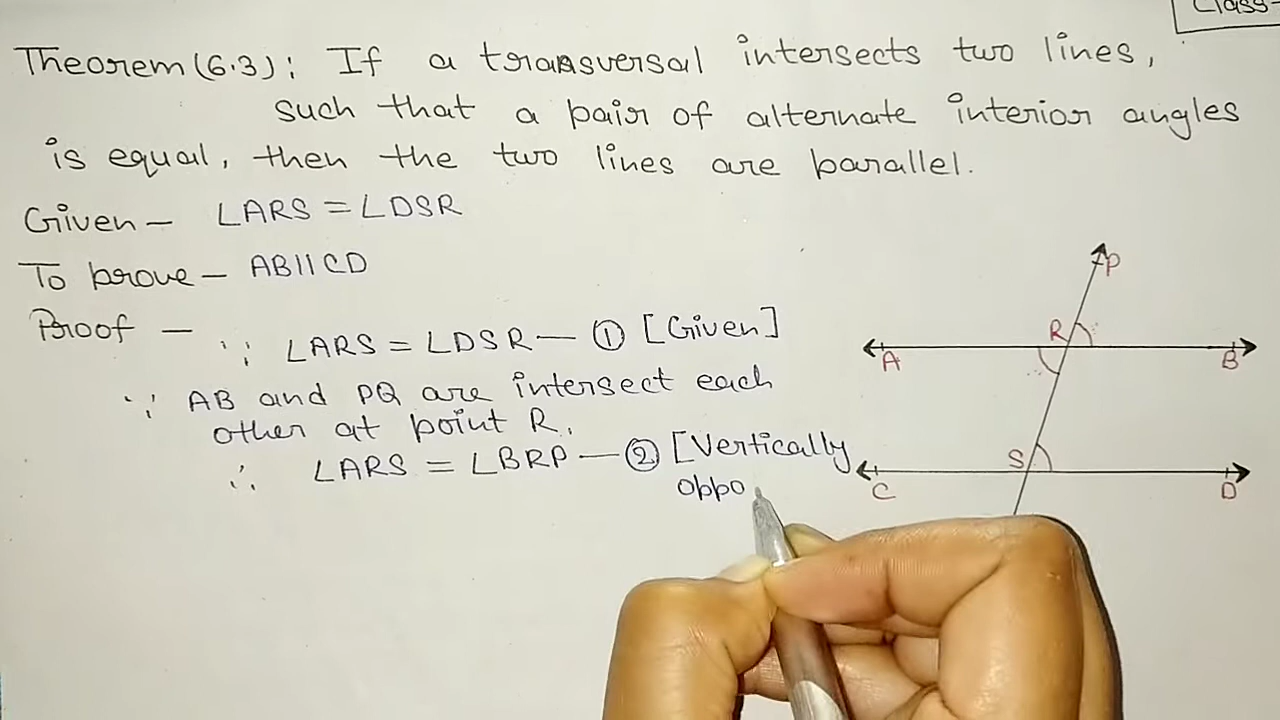 Class-
Theorem (6.3): If a transversal intersects two lines,
such that a pair of alternate interior angles
is equal, then the two lines are parallel.
Given - ∠ARS = ∠DSR
To prove - AB||CD
Proof -
∵ ∠ARS = ∠DSR — ① [Given]
∵ AB and PQ are intersect each
other at point R.
∴ ∠ARS = ∠BRP — ② [Vertically
oppo
P
R
A
B
S
C
D